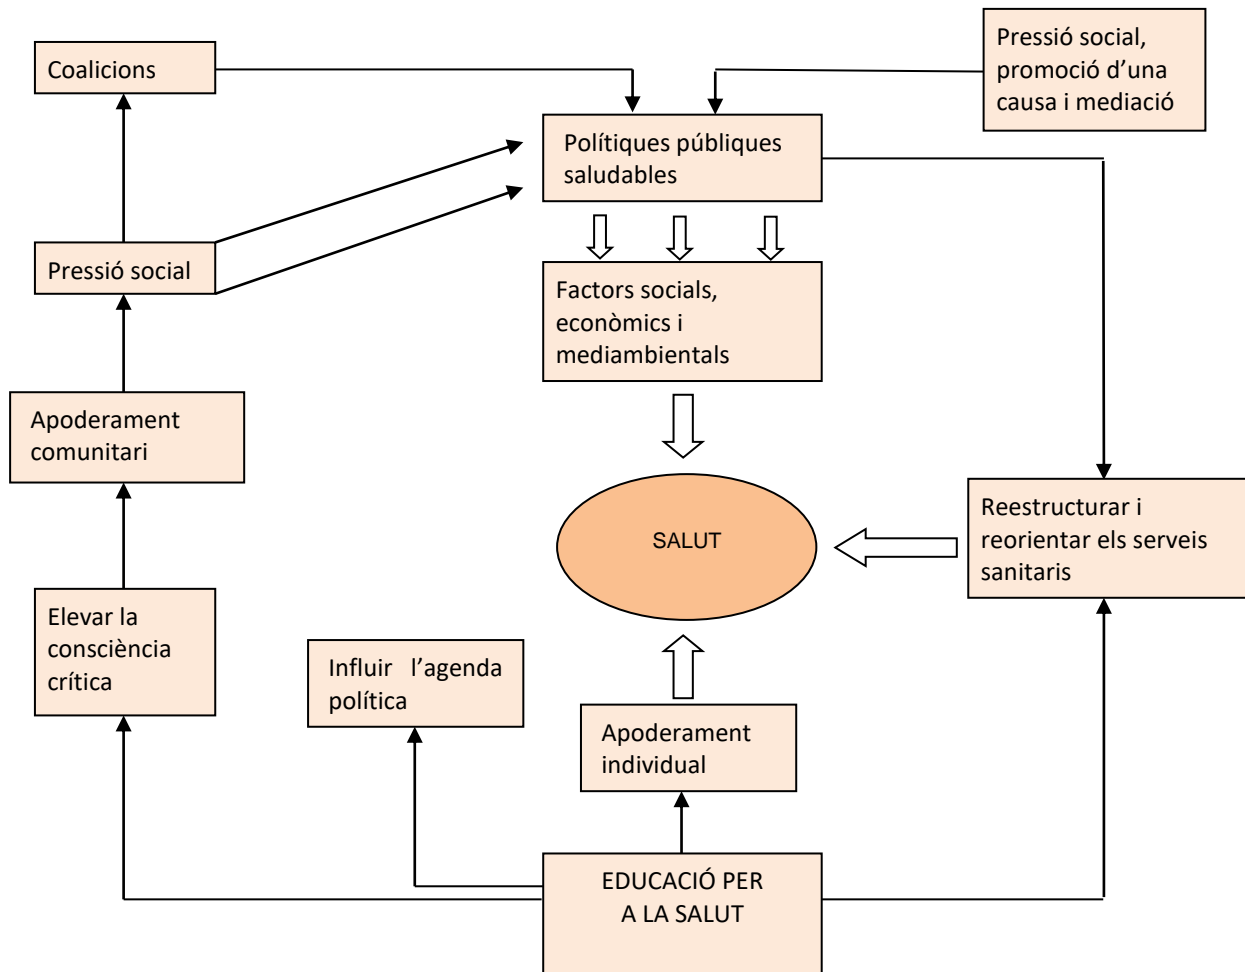 Coalicions
Pressió social,
promoció d’una
causa i mediació
Polítiques públiques
saludables
Pressió social
Factors socials,
econòmics i
mediambientals
Apoderament
comunitari
SALUT
Reestructurar i
reorientar els serveis
sanitaris
Elevar la
consciència
crítica
Influir l’agenda
política
Apoderament
individual
EDUCACIÓ PER
A LA SALUT